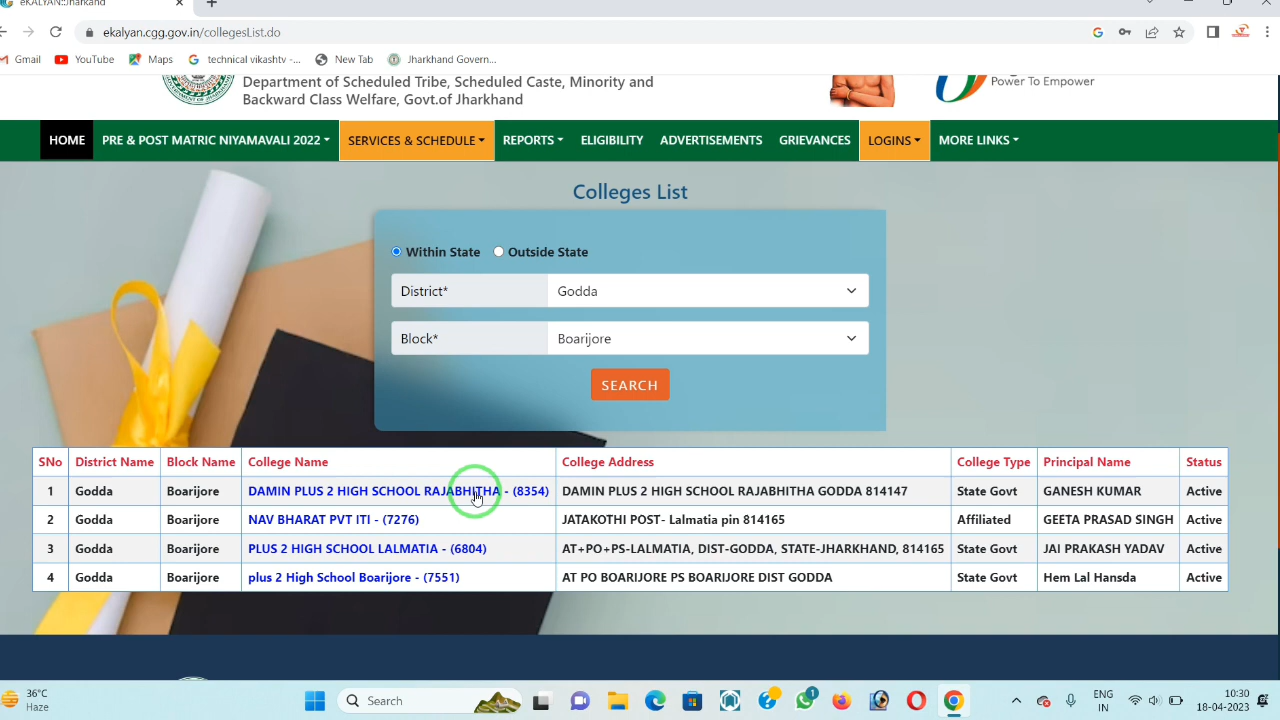 eKALYAN::Jharkhand
ekalyan.cgg.gov.in/collegesList.do
Gmail YouTube Maps technical vikashtv -... New Tab Jharkhand Govern...
Department of Scheduled Tribe, Scheduled Caste, Minority and
Backward Class Welfare, Govt.of Jharkhand
Power To Empower
HOME PRE & POST MATRIC NIYAMAVALI 2022 SERVICES & SCHEDULE REPORTS ELIGIBILITY ADVERTISEMENTS GRIEVANCES LOGINS MORE LINKS
Colleges List
Within State Outside State
District* Godda
Block* Boarijore
SEARCH
SNo District Name Block Name College Name College Address College Type Principal Name Status
1 Godda Boarijore DAMIN PLUS 2 HIGH SCHOOL RAJABHITHA - (8354) DAMIN PLUS 2 HIGH SCHOOL RAJABHITHA GODDA 814147 State Govt GANESH KUMAR Active
2 Godda Boarijore NAV BHARAT PVT ITI - (7276) JATAKOTHI POST- Lalmatia pin 814165 Affiliated GEETA PRASAD SINGH Active
3 Godda Boarijore PLUS 2 HIGH SCHOOL LALMATIA - (6804) AT+PO+PS-LALMATIA, DIST-GODDA, STATE-JHARKHAND, 814165 State Govt JAI PRAKASH YADAV Active
4 Godda Boarijore plus 2 High School Boarijore - (7551) AT PO BOARIJORE PS BOARIJORE DIST GODDA State Govt Hem Lal Hansda Active
36°C
Haze
Search
1
ENG
IN
10:30
18-04-2023